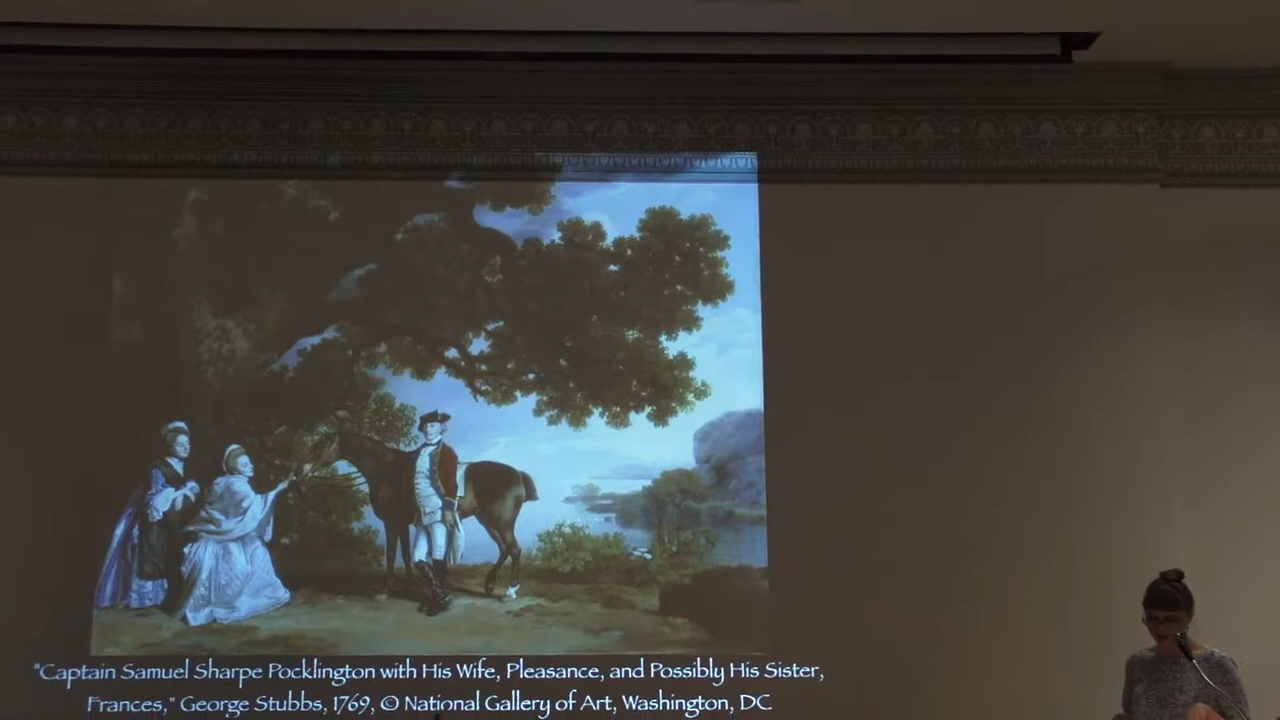 "Captain Samuel Sharpe Pocklington with His Wife, Pleasance, and Possibly His Sister,
Frances," George Stubbs, 1769, © National Gallery of Art, Washington, DC